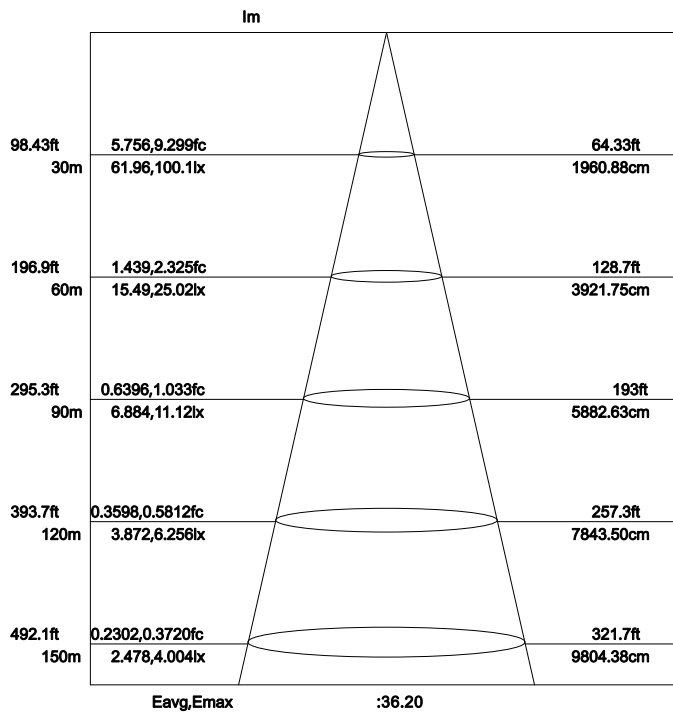 lm
98.43ft 5.756,9.299fc 64.33ft
30m 61.96,100.1lx 1960.88cm
196.9ft 1.439,2.325fc 128.7ft
60m 15.49,25.02lx 3921.75cm
295.3ft 0.6396,1.033fc 193ft
90m 6.884,11.12lx 5882.63cm
393.7ft 0.3598,0.5812fc 257.3ft
120m 3.872,6.256lx 7843.50cm
492.1ft 0.2302,0.3720fc 321.7ft
150m 2.478,4.004lx 9804.38cm
Eavg,Emax :36.20